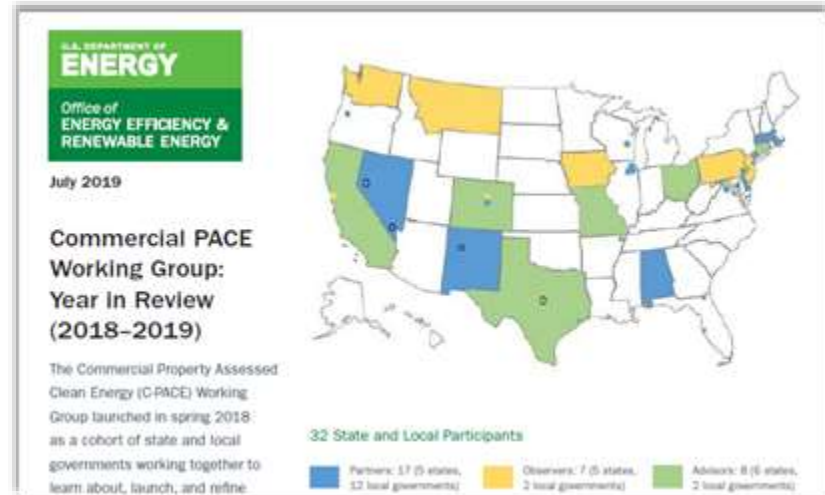 U.S. DEPARTMENT OF
ENERGY
Office of
ENERGY EFFICIENCY &
RENEWABLE ENERGY
July 2019
Commercial PACE
Working Group:
Year in Review
(2018–2019)
The Commercial Property Assessed
Clean Energy (C-PACE) Working
Group launched in spring 2018
as a cohort of state and local
governments working together to
learn about, launch, and refine
32 State and Local Participants
Partners: 17 (5 states,
12 local governments)
Observers: 7 (5 states,
2 local governments)
Advisors: 8 (6 states,
2 local governments)